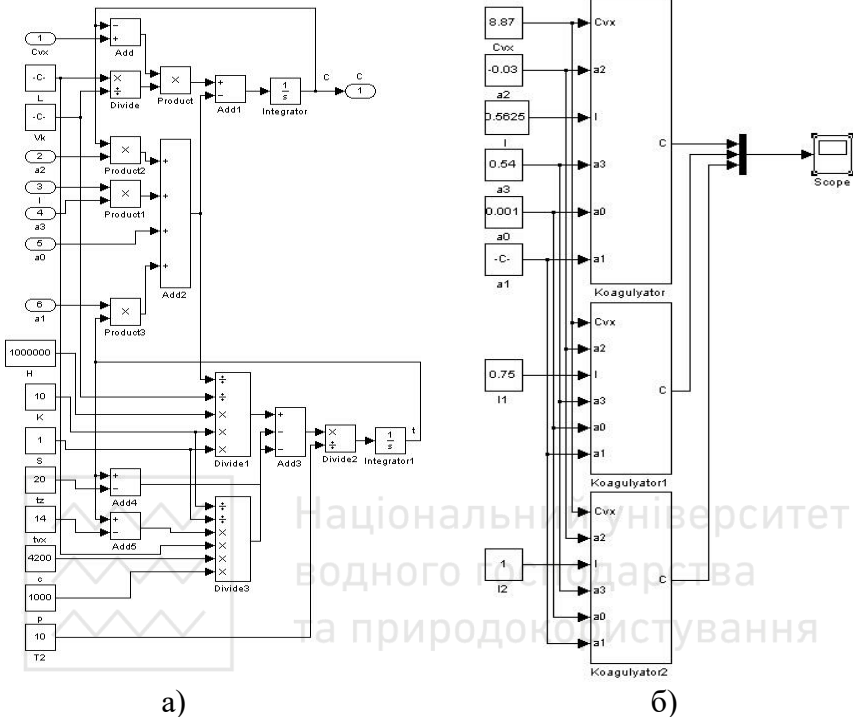 1
Cvx
-C-
L
-C-
Vk
2
a2
3
I
4
a3
5
a0
6
a1
1000000
H
10
K
1
S
20
tz
14
tvx
4200
c
1000
p
10
T2
Add
Divide
Product
Add1
1
s
Integrator
C
C
1
Product2
Product1
Product3
Add2
Divide1
Add3
Divide2
1
s
Integrator1
t
Add4
Add5
Divide3
а)
8.87
Cvx
-0.03
a2
0.5625
I
0.54
a3
0.001
a0
-C-
a1
Cvx
a2
I
a3
a0
a1
C
Koagulyator
Scope
0.75
I1
Cvx
a2
I
a3
a0
a1
C
Koagulyator1
1
I2
Cvx
a2
I
a3
a0
a1
C
Koagulyator2
б)
Національний університет
водного господарства
та природокористування